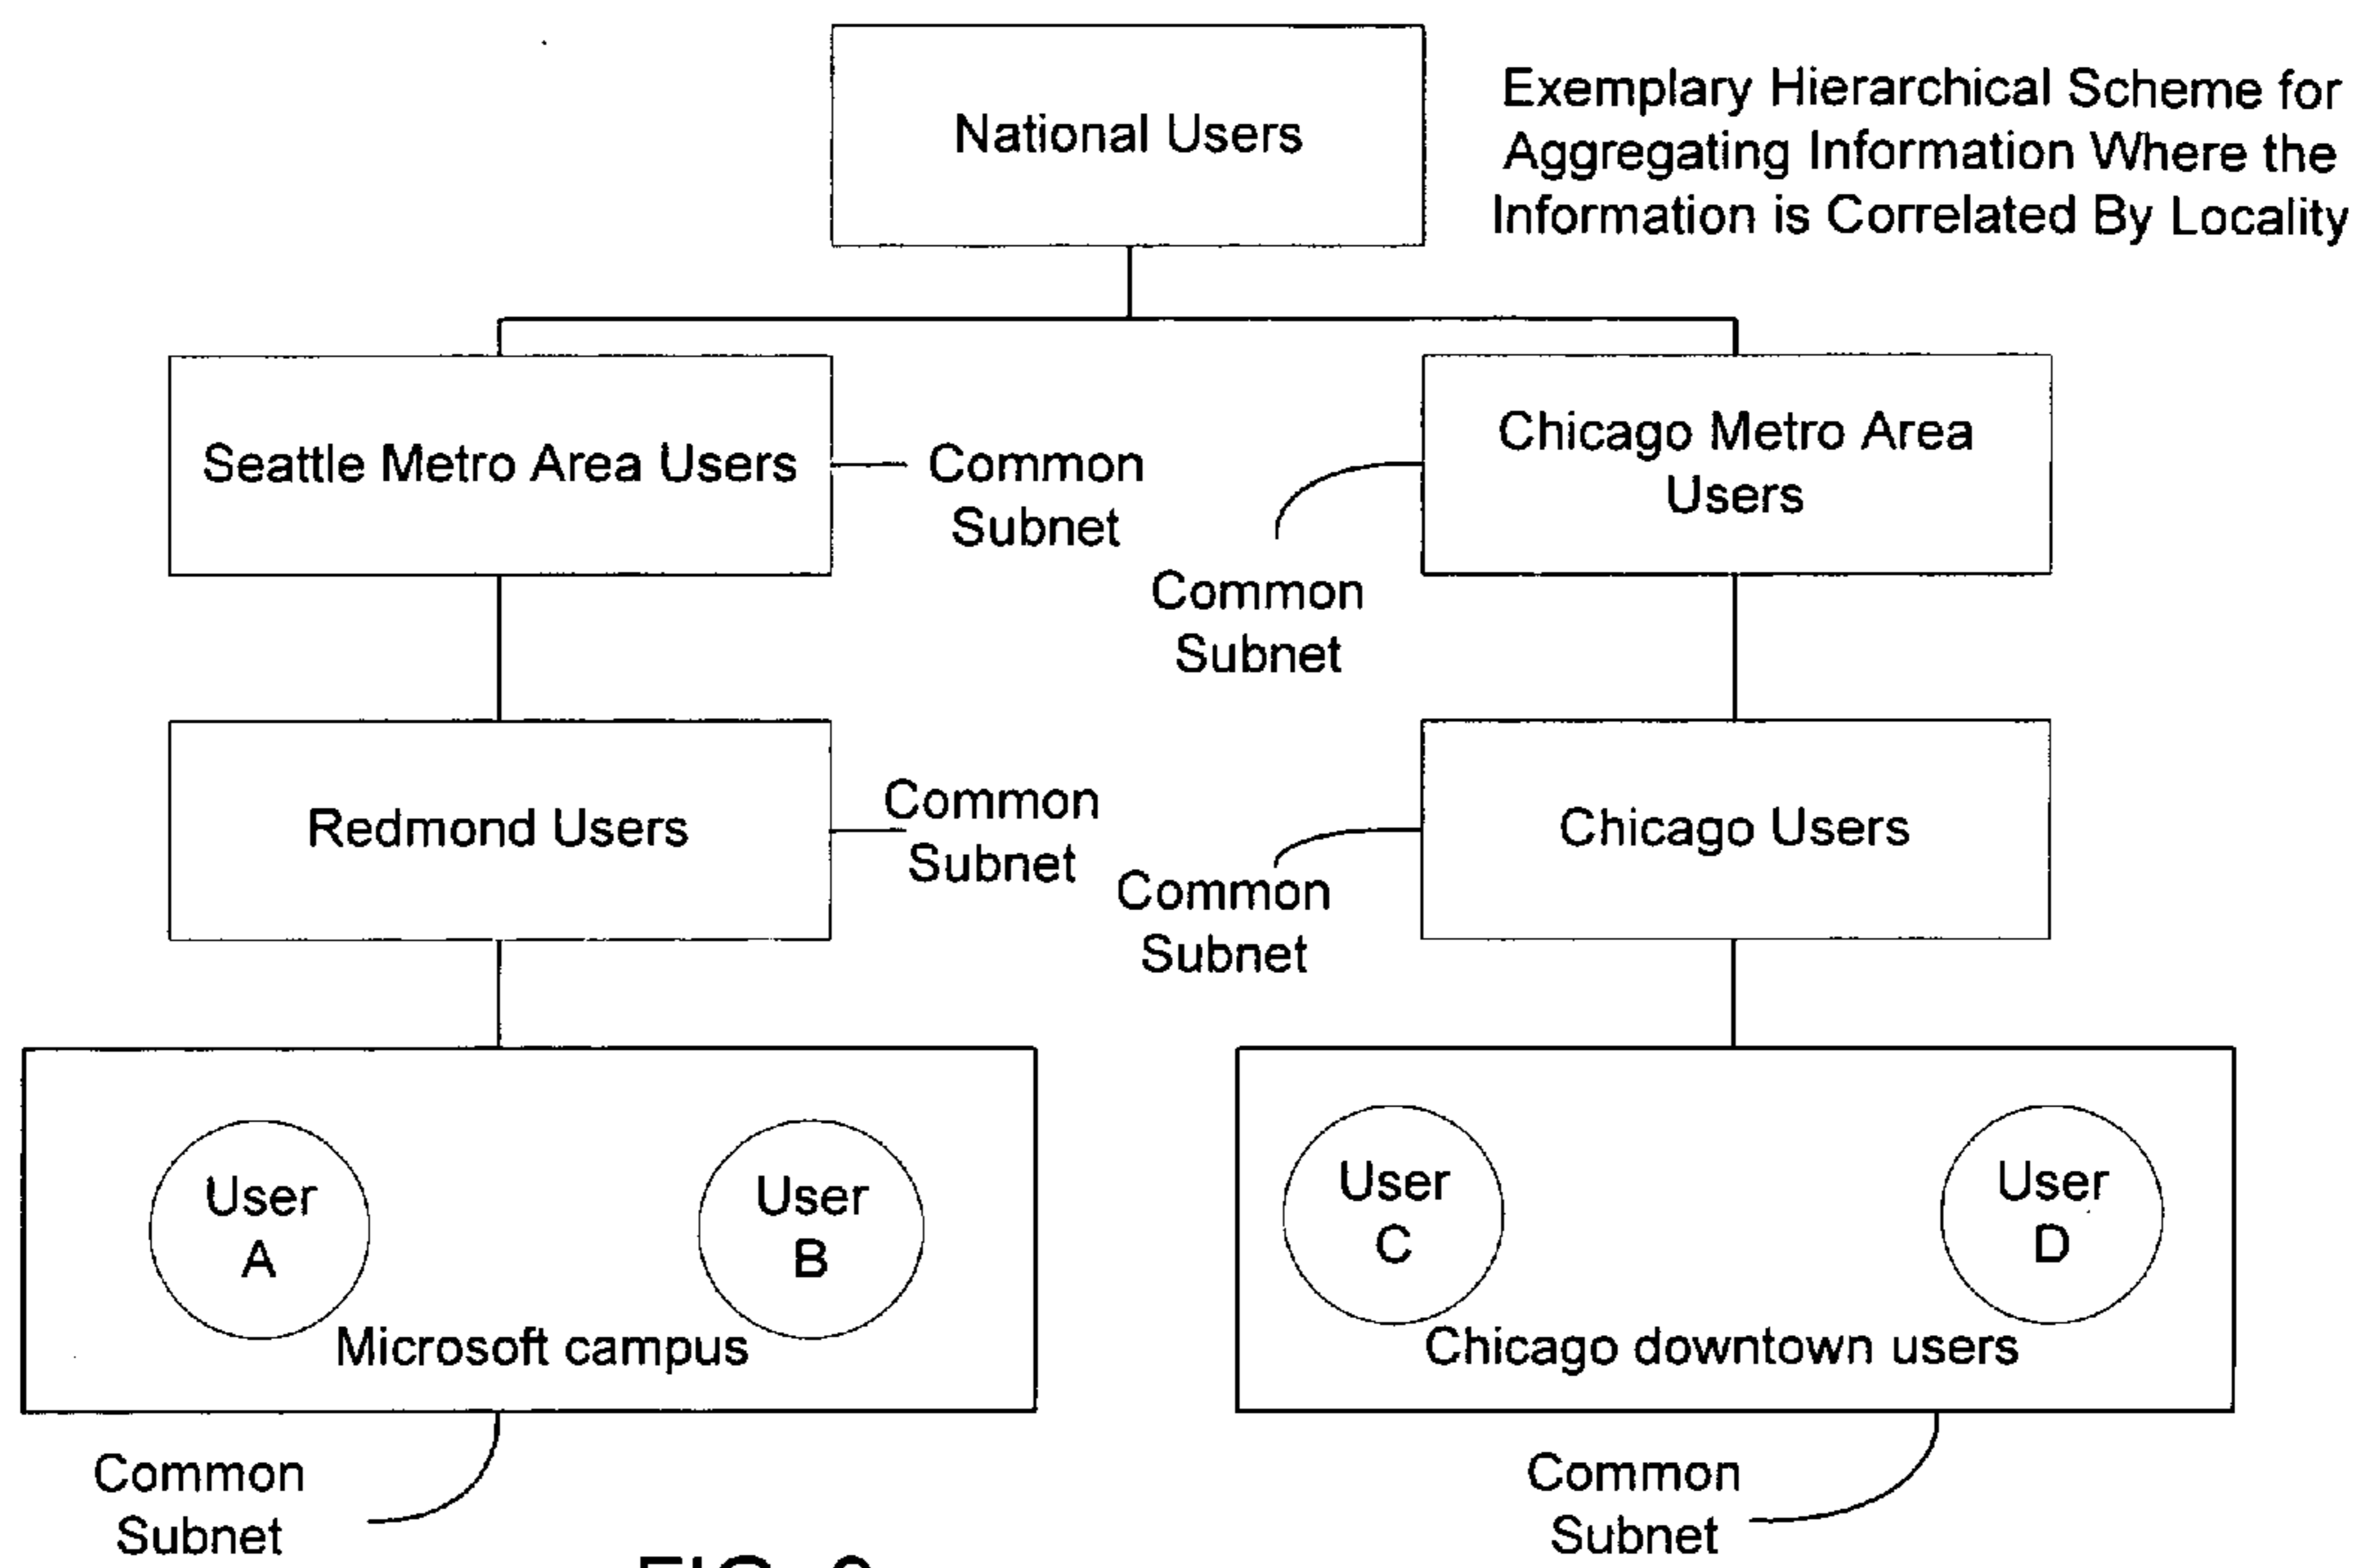 National Users
Exemplary Hierarchical Scheme for
Aggregating Information Where the
Information is Correlated By Locality
Seattle Metro Area Users
Common
Subnet
Chicago Metro Area
Users
Common
Subnet
Redmond Users
Common
Subnet
Chicago Users
Common
Subnet
User
A
User
B
Microsoft campus
User
C
User
D
Chicago downtown users
Common
Subnet
Common
Subnet